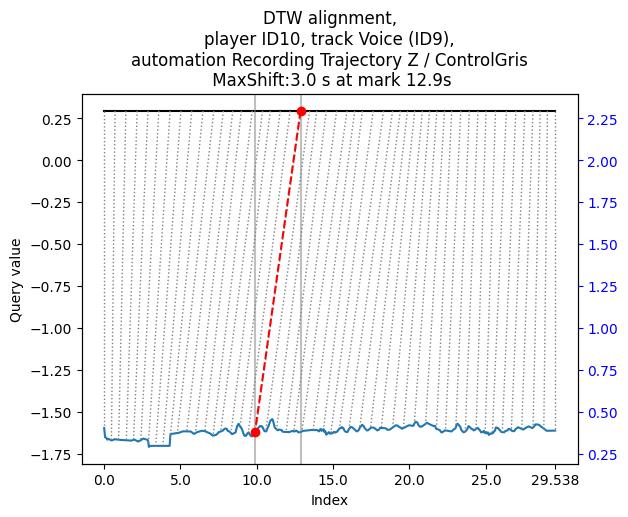 DTW alignment,
player ID10, track Voice (ID9),
automation Recording Trajectory Z / ControlGris
MaxShift:3.0 s at mark 12.9s
0.25
0.00
−0.25
−0.50
−0.75
−1.00
−1.25
−1.50
−1.75
Query value
2.25
2.00
1.75
1.50
1.25
1.00
0.75
0.50
0.25
0.0 5.0 10.0 15.0 20.0 25.0 29.538
Index